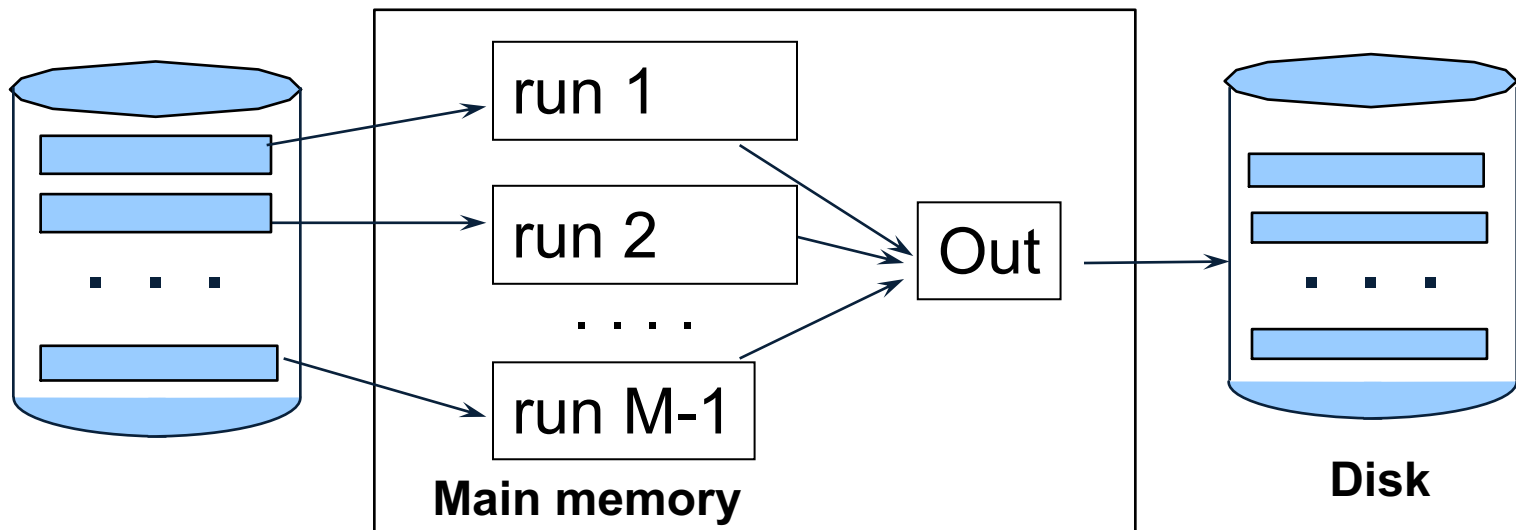 run 1
run 2
. . .
Out
. . .
. . . .
run M-1
Main memory
Disk